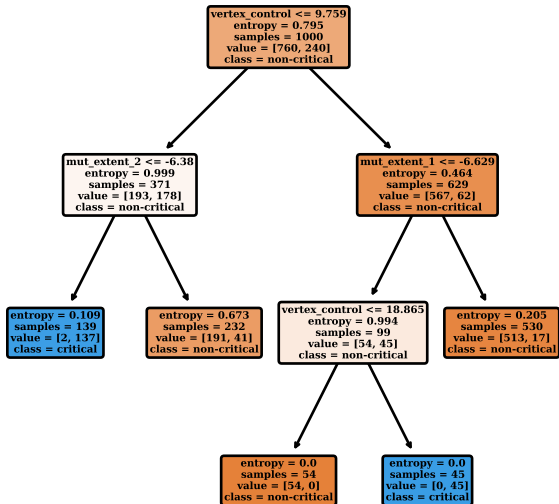 vertex_control <= 9.759
entropy = 0.795
samples = 1000
value = [760, 240]
class = non-critical
mut_extent_2 <= -6.38
entropy = 0.999
samples = 371
value = [193, 178]
class = non-critical
mut_extent_1 <= -6.629
entropy = 0.464
samples = 629
value = [567, 62]
class = non-critical
entropy = 0.109
samples = 139
value = [2, 137]
class = critical
entropy = 0.673
samples = 232
value = [191, 41]
class = non-critical
vertex_control <= 18.865
entropy = 0.994
samples = 99
value = [54, 45]
class = non-critical
entropy = 0.205
samples = 530
value = [513, 17]
class = non-critical
entropy = 0.0
samples = 54
value = [54, 0]
class = non-critical
entropy = 0.0
samples = 45
value = [0, 45]
class = critical